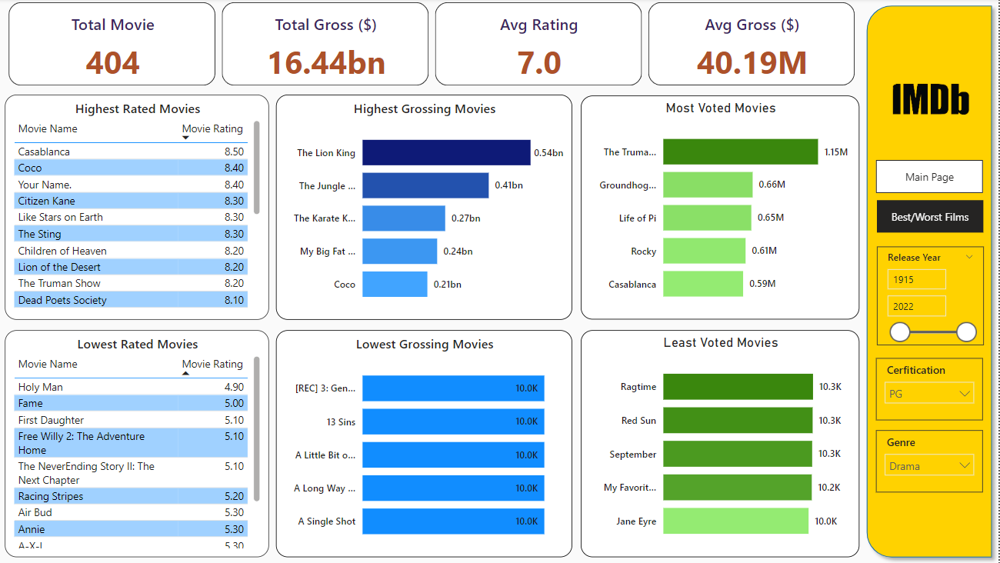 Total Movie
404
Total Gross ($)
16.44bn
Avg Rating
7.0
Avg Gross ($)
40.19M
Highest Rated Movies
Movie Name Movie Rating
Casablanca 8.50
Coco 8.40
Your Name. 8.40
Citizen Kane 8.30
Like Stars on Earth 8.30
The Sting 8.30
Children of Heaven 8.20
Lion of the Desert 8.20
The Truman Show 8.20
Dead Poets Society 8.10
Highest Grossing Movies
The Lion King 0.54bn
The Jungle ... 0.41bn
The Karate K... 0.27bn
My Big Fat ... 0.24bn
Coco 0.21bn
Most Voted Movies
The Truma... 1.15M
Groundhog... 0.66M
Life of Pi 0.65M
Rocky 0.61M
Casablanca 0.59M
Lowest Rated Movies
Movie Name Movie Rating
Holy Man 4.90
Fame 5.00
First Daughter 5.10
Free Willy 2: The Adventure 5.10
Home
The NeverEnding Story II: The 5.10
Next Chapter
Racing Stripes 5.20
Air Bud 5.30
Annie 5.30
A-X-L 5.30
Lowest Grossing Movies
[REC] 3: Gen... 10.0K
13 Sins 10.0K
A Little Bit o... 10.0K
A Long Way ... 10.0K
A Single Shot 10.0K
Least Voted Movies
Ragtime 10.3K
Red Sun 10.3K
September 10.3K
My Favorit... 10.2K
Jane Eyre 10.0K
IMDb
Main Page
Best/Worst Films
Release Year
1915
2022
Cerfitication
PG
Genre
Drama